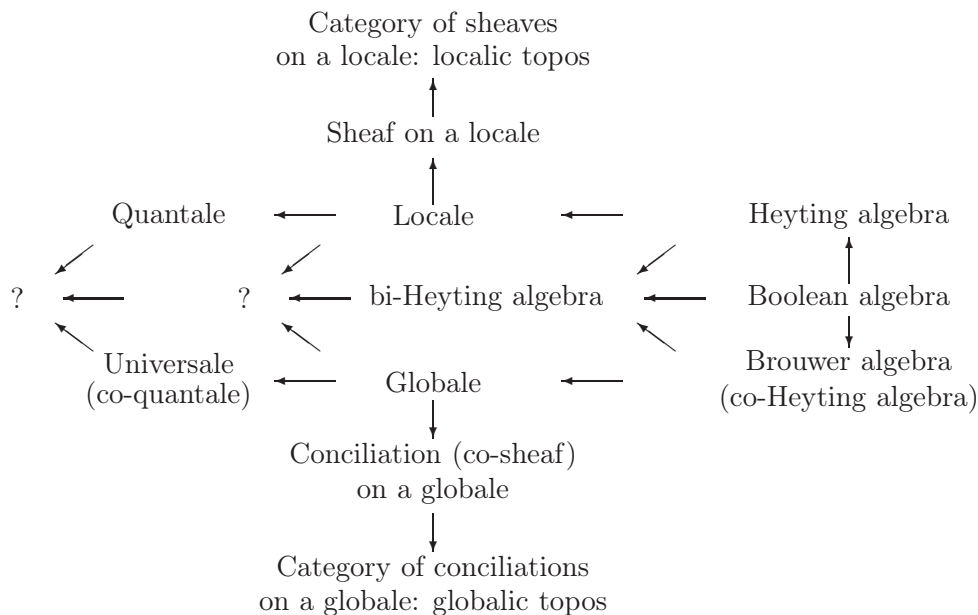 Category of sheaves
on a locale: localic topos
Sheaf on a locale
Quantale Locale Heyting algebra
? ? bi-Heyting algebra Boolean algebra
Universale Globale Brouwer algebra
(co-quantale) (co-Heyting algebra)
Conciliation (co-sheaf)
on a globale
Category of conciliations
on a globale: globalic topos